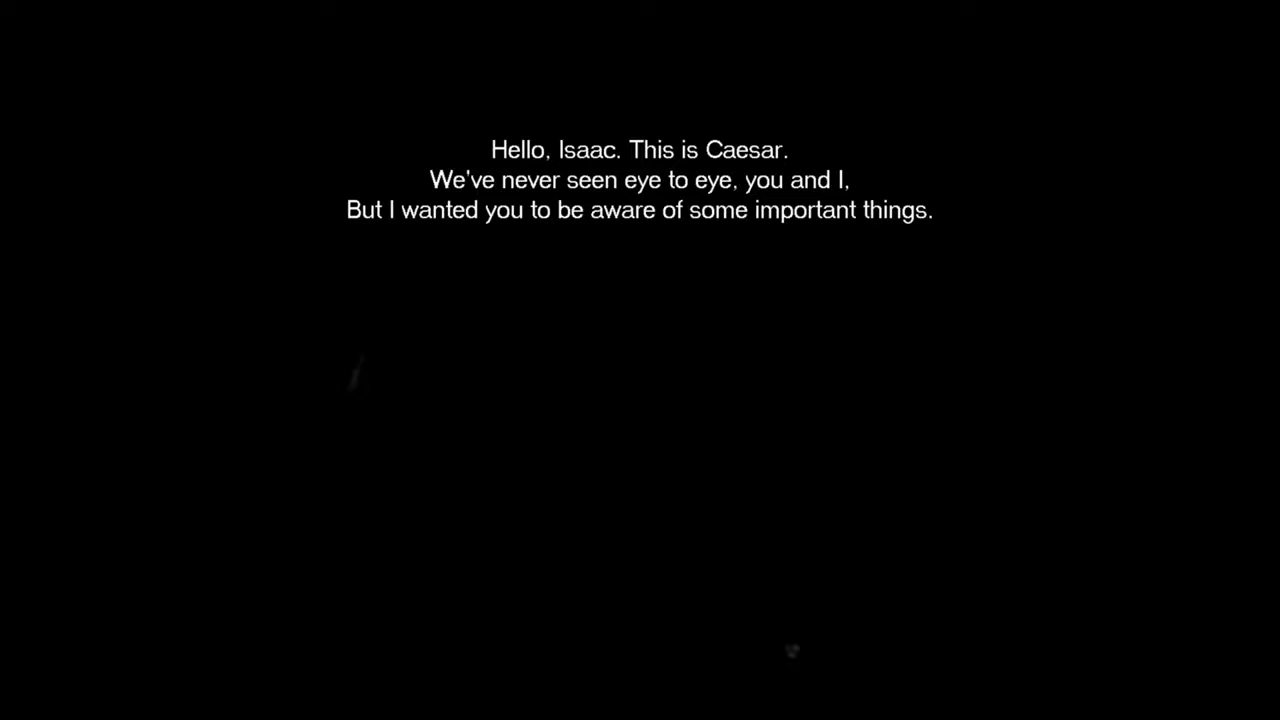 Hello, Isaac. This is Caesar.
We've never seen eye to eye, you and I,
But I wanted you to be aware of some important things.